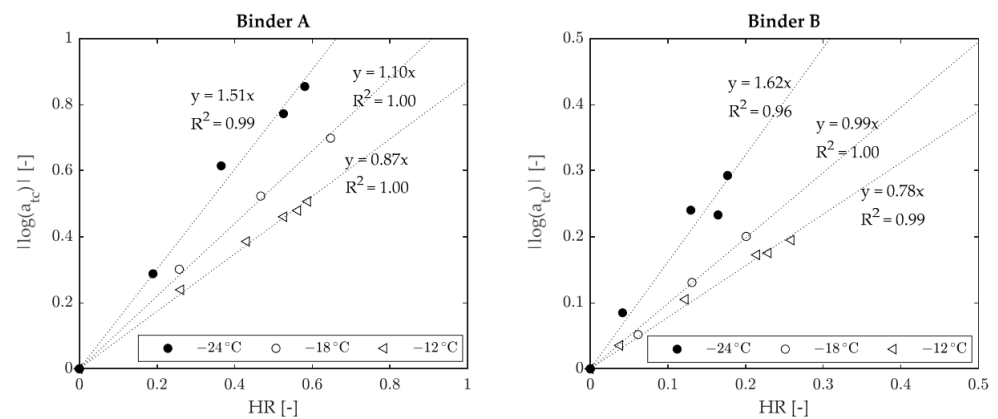 Binder A
|log(a_tc)| [-]
1
0.8
0.6
0.4
0.2
0
y = 1.51x
R² = 0.99
y = 1.10x
R² = 1.00
y = 0.87x
R² = 1.00
−24°C −18°C −12°C
0 0.2 0.4 0.6 0.8 1
HR [-]
Binder B
|log(a_tc)| [-]
0.5
0.4
0.3
0.2
0.1
0
y = 1.62x
R² = 0.96
y = 0.99x
R² = 1.00
y = 0.78x
R² = 0.99
−24°C −18°C −12°C
0 0.1 0.2 0.3 0.4 0.5
HR [-]